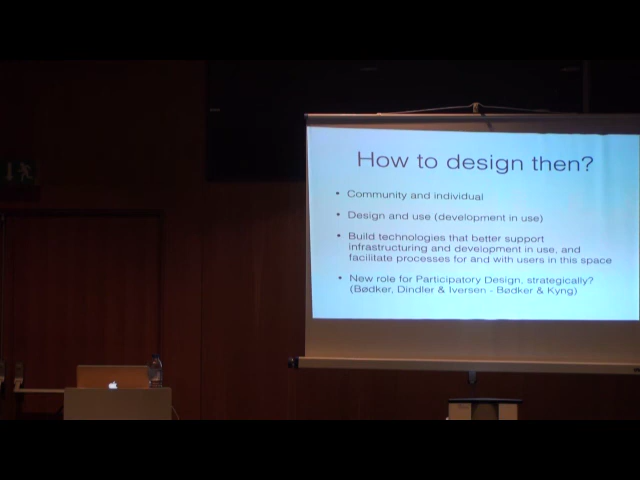 How to design then?
• Community and individual
• Design and use (development in use)
• Build technologies that better support
infrastructuring and development in use, and
facilitate processes for and with users in this space
• New role for Participatory Design, strategically?
(Bødker, Dindler & Iversen - Bødker & Kyng)